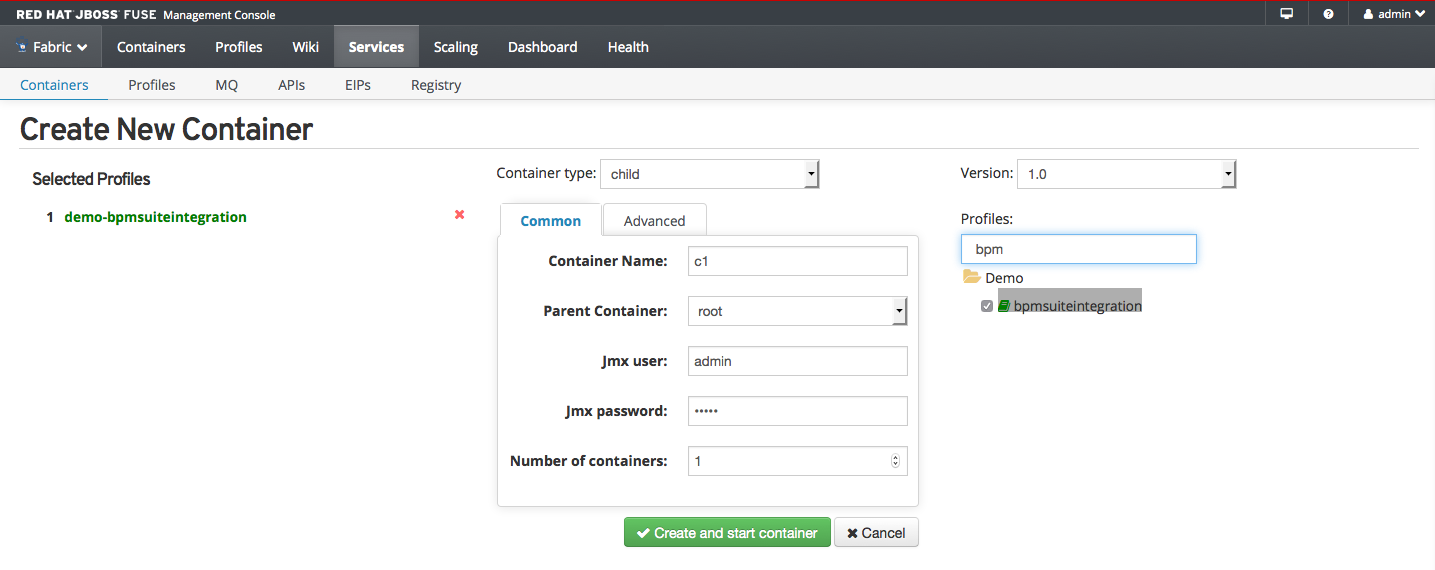 RED HAT JBOSS FUSE Management Console
admin
Fabric Containers Profiles Wiki Services Scaling Dashboard Health
Containers Profiles MQ APIs EIPs Registry
Create New Container
Selected Profiles
1 demo-bpmsuiteintegration
Container type: child
Common Advanced
Container Name: c1
Parent Container: root
Jmx user: admin
Jmx password: •••••
Number of containers: 1
Create and start container Cancel
Version: 1.0
Profiles:
bpm
Demo
bpmsuiteintegration